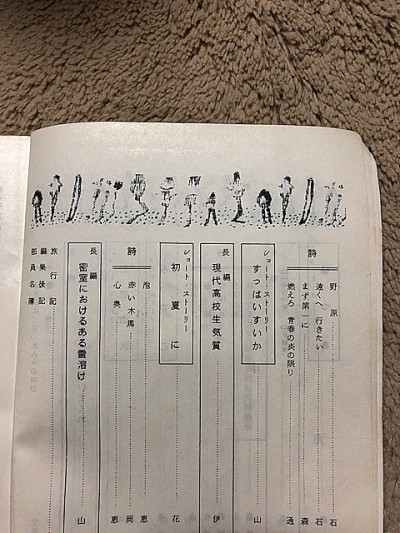 詩
野原……石
遠くへ行きたい……石
まず第一に……森
燃えろ 青春の炎の限り……通
ショート・ストーリー
すっぱいすいか……山
長編
現代高校生気質……伊
ショート・ストーリー
初夏に……花
詩
泡……恵
赤い木馬……岡
心奥……恵
長編
密室におけるある雪溶け……山
旅行記
編集後記
部員名簿